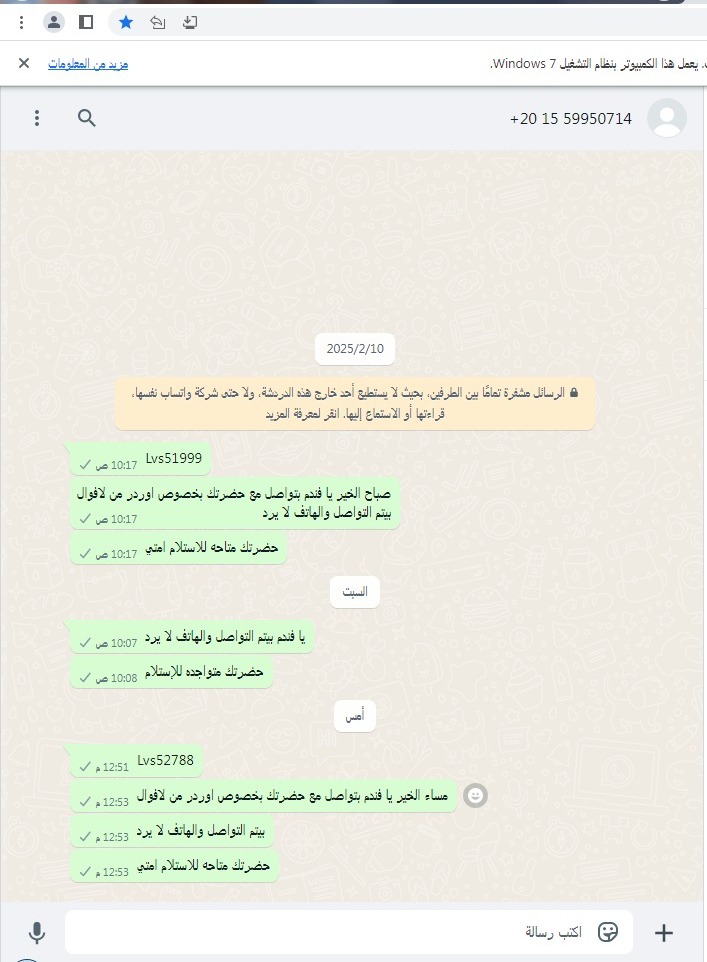 . يعمل هذا الكمبيوتر بنظام التشغيل Windows 7.
مزيد من المعلومات
+20 15 59950714
2025/2/10
الرسائل مشفرة تمامًا بين الطرفين، بحيث لا يستطيع أحد خارج هذه الدردشة، ولا حتى شركة واتساب نفسها،
قراءتها أو الاستماع إليها. انقر لمعرفة المزيد
Lvs51999
10:17 ص
صباح الخير يا فندم بتواصل مع حضرتك بخصوص اوردر من لافوال
بيتم التواصل والهاتف لا يرد
10:17 ص
حضرتك متاحه للاستلام امتي
10:17 ص
السبت
يا فندم بيتم التواصل والهاتف لا يرد
10:07 ص
حضرتك متواجده للإستلام
10:08 ص
أمس
Lvs52788
12:51 م
مساء الخير يا فندم بتواصل مع حضرتك بخصوص اوردر من لافوال
12:53 م
بيتم التواصل والهاتف لا يرد
12:53 م
حضرتك متاحه للاستلام امتي
12:53 م
اكتب رسالة